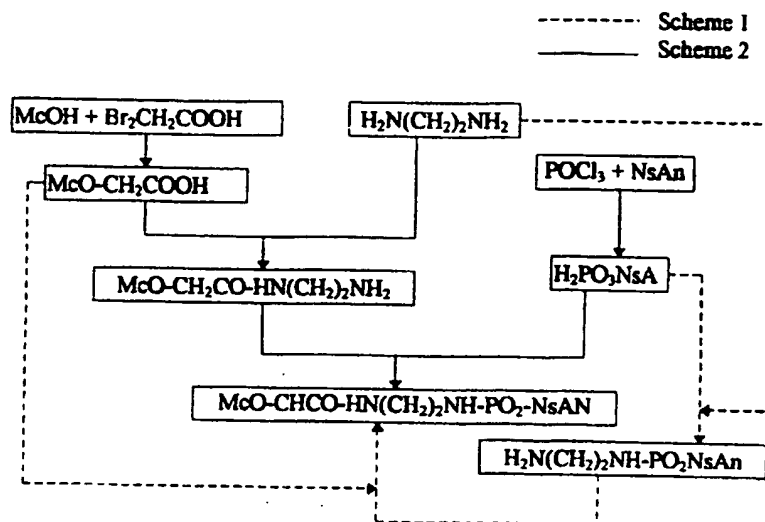 Scheme 1
Scheme 2
McOH + Br₂CH₂COOH
H₂N(CH₂)₂NH₂
POCl₃ + NsAn
McO-CH₂COOH
McO-CH₂CO-HN(CH₂)₂NH₂
H₂PO₃NsA
McO-CHCO-HN(CH₂)₂NH-PO₂-NsAN
H₂N(CH₂)₂NH-PO₂NsAn